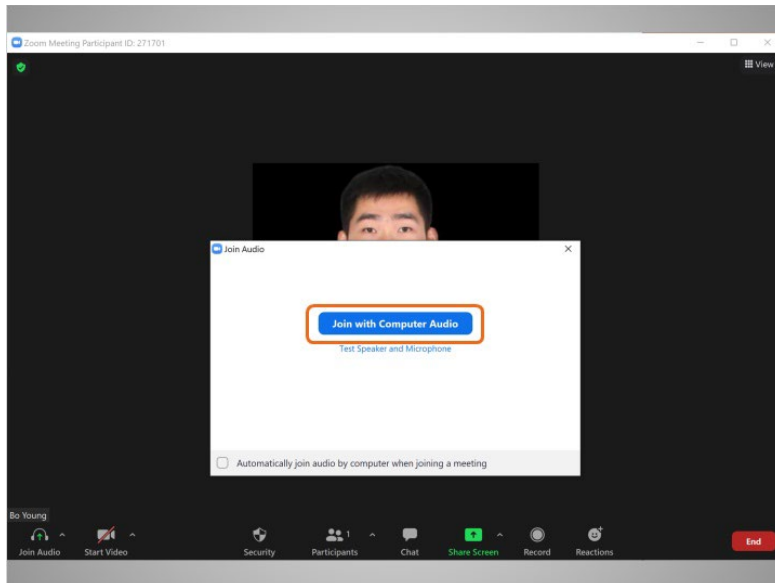 Zoom Meeting Participant ID: 271701
View
Join Audio
Join with Computer Audio
Test Speaker and Microphone
Automatically join audio by computer when joining a meeting
Bo Young
1
Join Audio
Start Video
Security
Participants
Chat
Share Screen
Record
Reactions
End